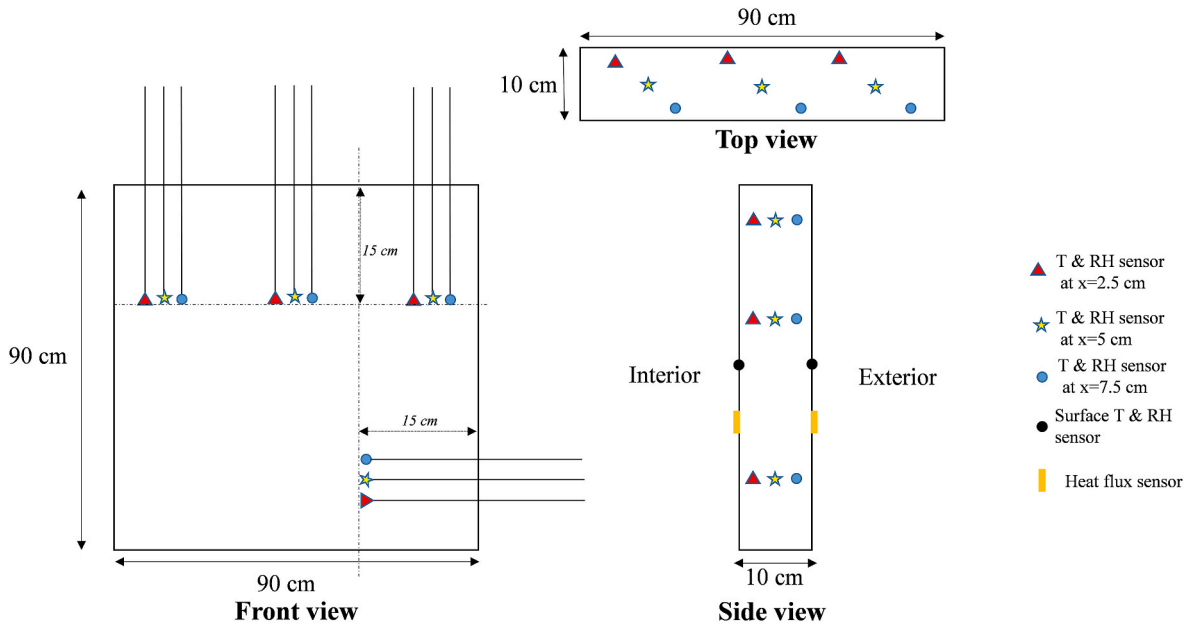 90 cm
10 cm
Top view
15 cm
90 cm
15 cm
90 cm
Front view
Interior
Exterior
10 cm
Side view
T & RH sensor
at x=2.5 cm
T & RH sensor
at x=5 cm
T & RH sensor
at x=7.5 cm
Surface T & RH
sensor
Heat flux sensor